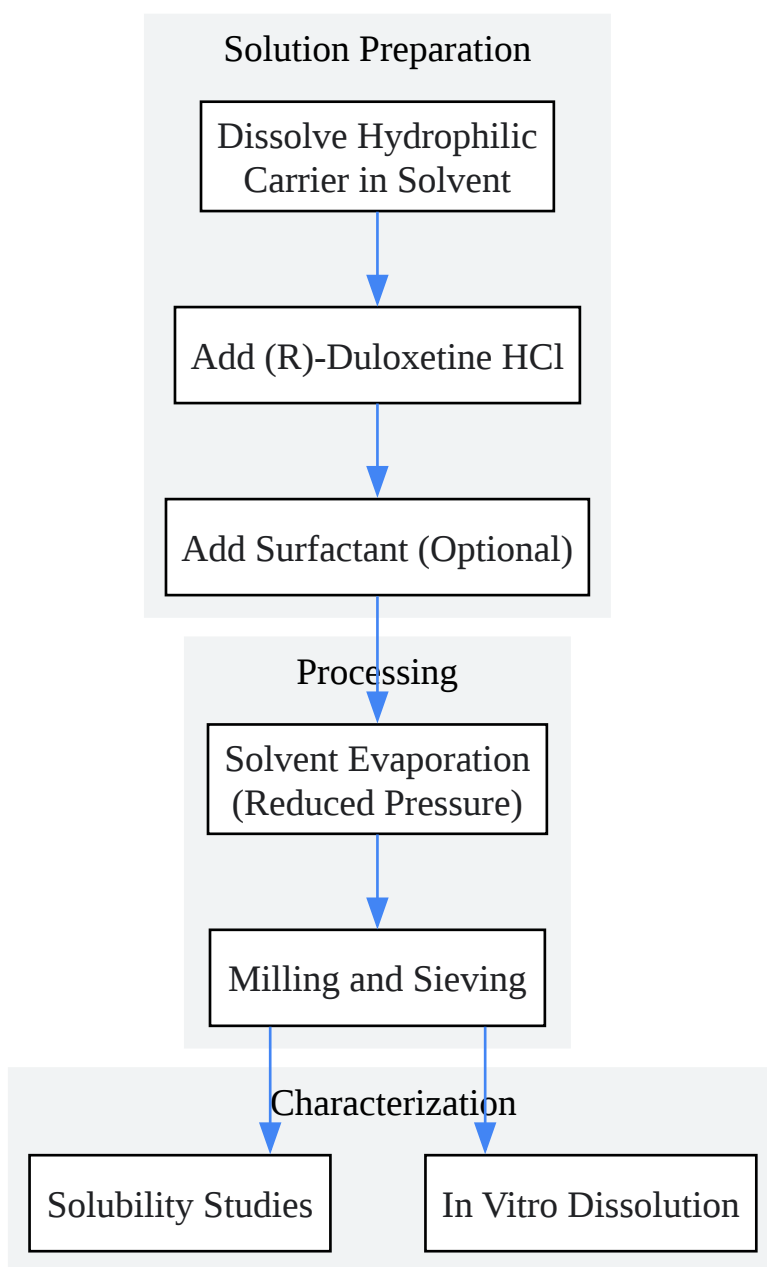 Solution Preparation
Dissolve Hydrophilic
Carrier in Solvent
Add (R)-Duloxetine HCl
Add Surfactant (Optional)
Processing
Solvent Evaporation
(Reduced Pressure)
Milling and Sieving
Characterization
Solubility Studies
In Vitro Dissolution